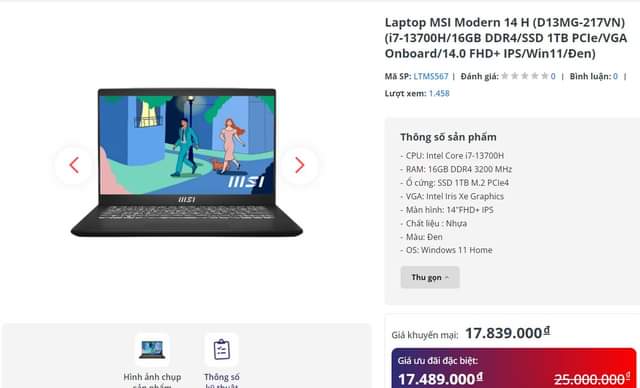 Laptop MSI Modern 14 H (D13MG-217VN)
(i7-13700H/16GB DDR4/SSD 1TB PCIe/VGA
Onboard/14.0 FHD+ IPS/Win11/Đen)
Mã SP: LTMS567 | Đánh giá: 0 | Bình luận: 0 |
Lượt xem: 1.458
msi
msi
Thông số sản phẩm
- CPU: Intel Core i7-13700H
- RAM: 16GB DDR4 3200 MHz
- Ổ cứng: SSD 1TB M.2 PCIe4
- VGA: Intel Iris Xe Graphics
- Màn hình: 14"FHD+ IPS
- Chất liệu : Nhựa
- Màu: Đen
- OS: Windows 11 Home
Thu gọn
Hình ảnh chụp
sản phẩm
Thông số
kỹ thuật
Giá khuyến mại: 17.839.000đ
Giá ưu đãi đặc biệt:
17.489.000đ 25.000.000đ